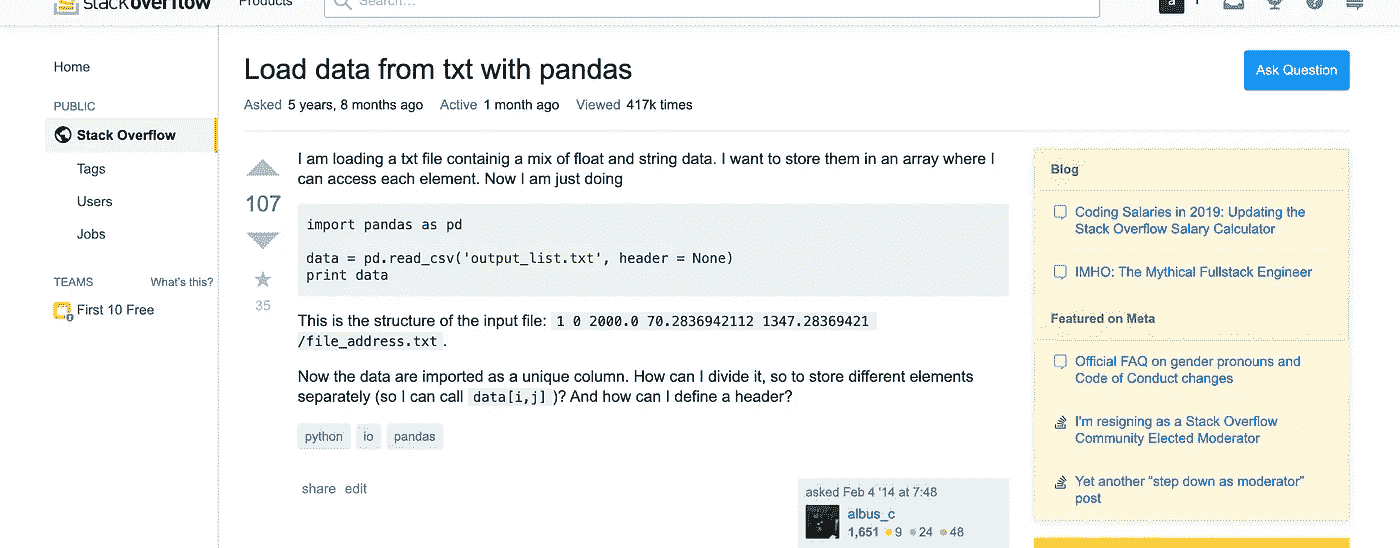 stackoverflow Products Search...
Home
PUBLIC
Stack Overflow
Tags
Users
Jobs
TEAMS What's this?
First 10 Free
Load data from txt with pandas
Ask Question
Asked 5 years, 8 months ago Active 1 month ago Viewed 417k times
107
35
I am loading a txt file containig a mix of float and string data. I want to store them in an array where I
can access each element. Now I am just doing
import pandas as pd
data = pd.read_csv('output_list.txt', header = None)
print data
This is the structure of the input file: 1 0 2000.0 70.2836942112 1347.28369421
/file_address.txt .
Now the data are imported as a unique column. How can I divide it, so to store different elements
separately (so I can call data[i,j] )? And how can I define a header?
python io pandas
share edit
asked Feb 4 '14 at 7:48
albus_c
1,651 9 24 48
Blog
Coding Salaries in 2019: Updating the
Stack Overflow Salary Calculator
IMHO: The Mythical Fullstack Engineer
Featured on Meta
Official FAQ on gender pronouns and
Code of Conduct changes
I'm resigning as a Stack Overflow
Community Elected Moderator
Yet another “step down as moderator”
post